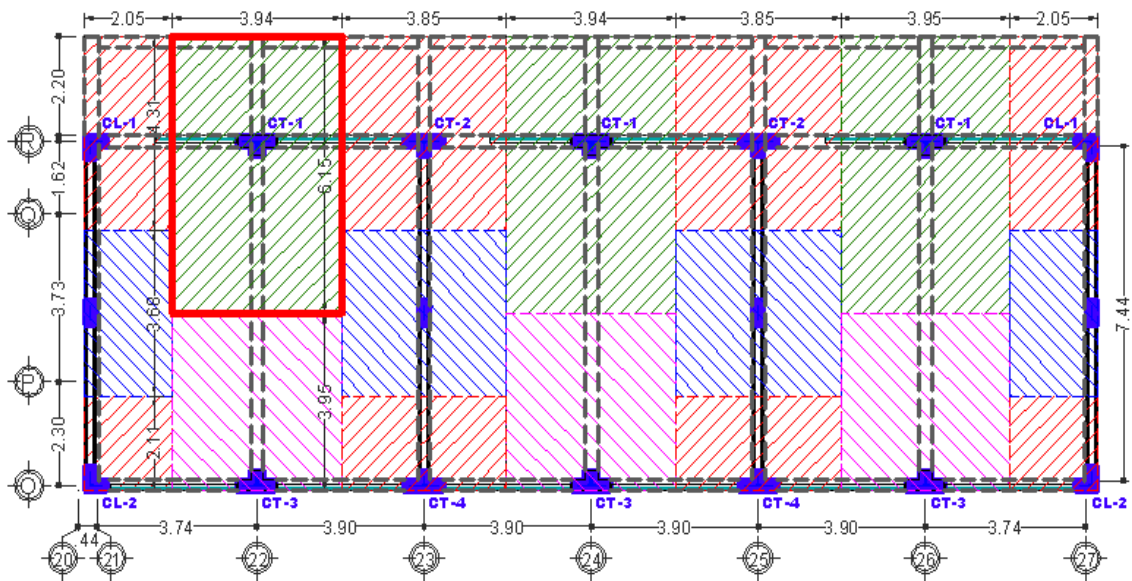 2.05 3.94 3.85 3.94 3.85 3.95 2.05
2.20
4.31
CL-1 CT-1 CT-2 CT-1 CT-2 CT-1 CL-1
R
1.62
6.15
Q
3.73
3.68
7.44
P
2.30
2.11
3.95
O
CL-2 CT-3 CT-4 CT-3 CT-4 CT-3 CL-2
.44 3.74 3.90 3.90 3.90 3.90 3.74
20 21 22 23 24 25 26 27